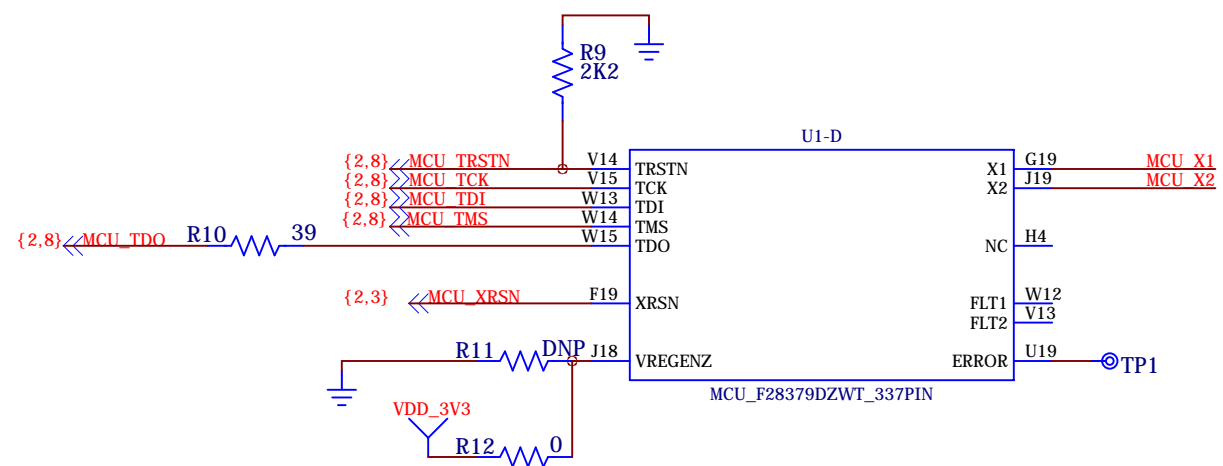 R9
2K2
U1-D
{2,8} MCU_TRSTN V14 TRSTN X1 G19 MCU_X1
{2,8} MCU_TCK V15 TCK X2 J19 MCU_X2
{2,8} MCU_TDI W13 TDI
{2,8} MCU_TMS W14 TMS
{2,8} MCU_TDO R10 39 W15 TDO NC H4
{2,3} MCU_XRSN F19 XRSN FLT1 W12
FLT2 V13
R11 DNP J18 VREGENZ ERROR U19 TP1
MCU_F28379DZWT_337PIN
VDD_3V3
R12 0